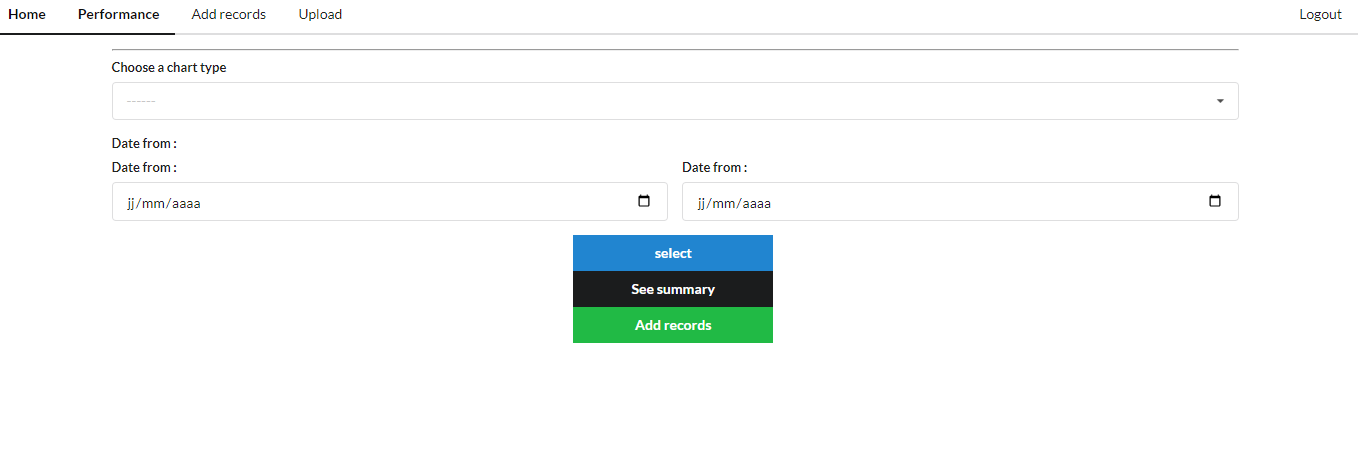 Home Performance Add records Upload Logout
Choose a chart type
------
Date from :
Date from : Date from :
jj/mm/aaaa jj/mm/aaaa
select
See summary
Add records